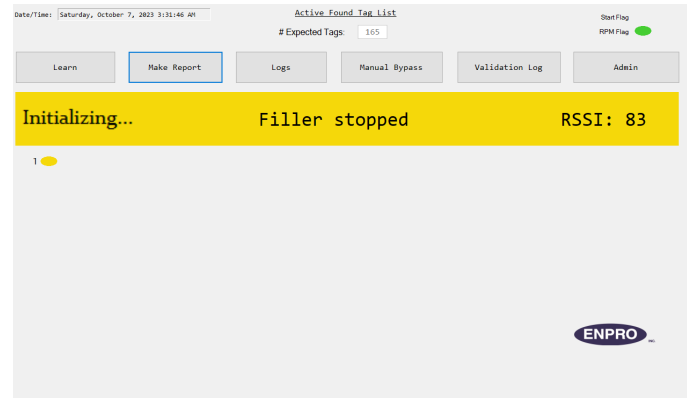 Date/Time: Saturday, October 7, 2023 3:31:46 AM
Active Found Tag List
# Expected Tags: 165
Start Flag
RPM Flag
Learn
Make Report
Logs
Manual Bypass
Validation Log
Admin
Initializing... Filler stopped RSSI: 83
1
ENPRO INC.